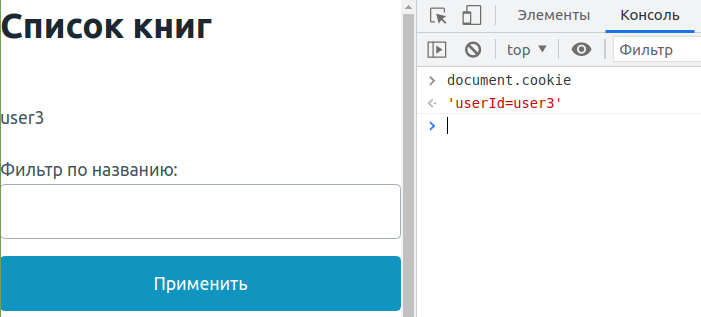 Список книг
user3
Фильтр по названию:
Применить
Элементы
Консоль
top
Фильтр
document.cookie
'userId=user3'